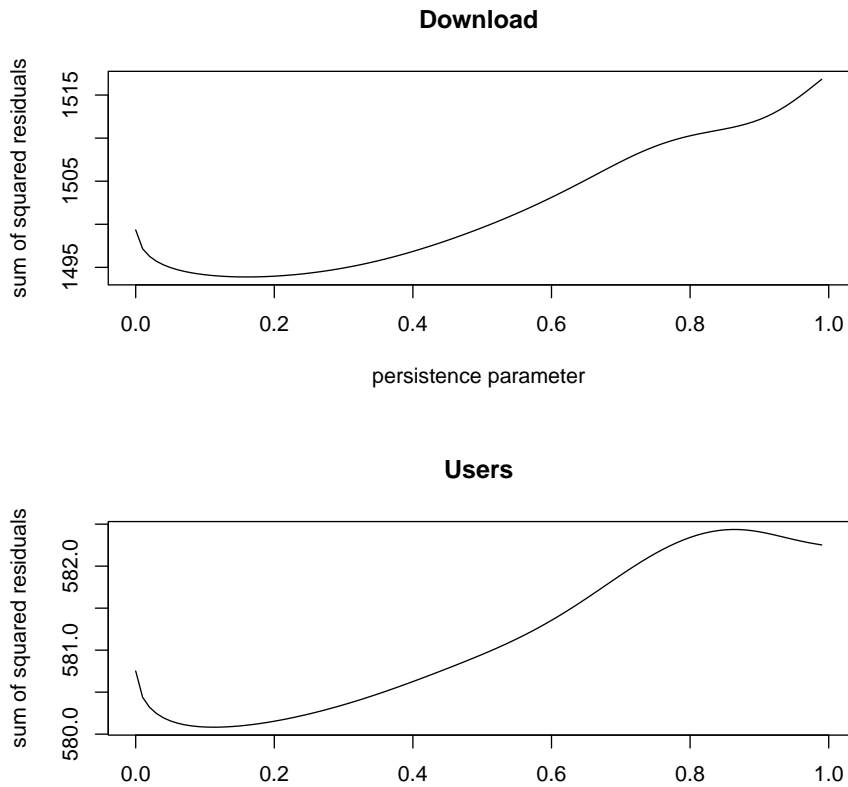 Download
sum of squared residuals
1515
1505
1495
0.0 0.2 0.4 0.6 0.8 1.0
persistence parameter
Users
sum of squared residuals
582.0
581.0
580.0
0.0 0.2 0.4 0.6 0.8 1.0